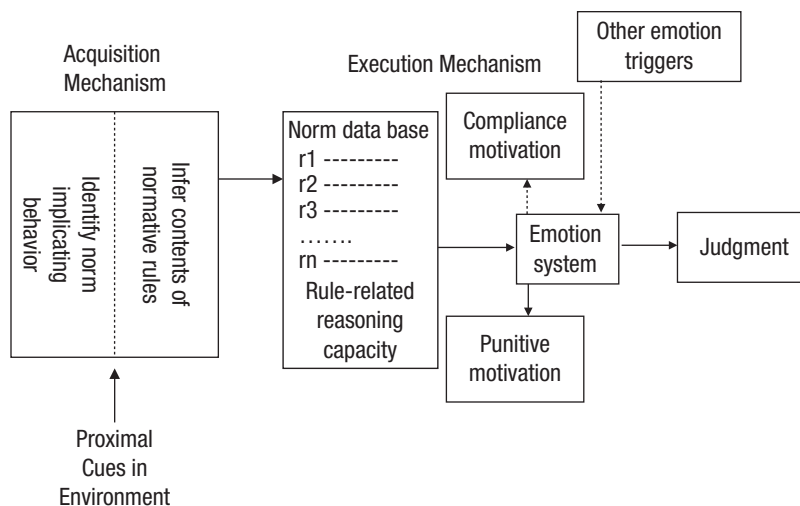 Acquisition
Mechanism
Identify norm
implicating
behavior
Infer contents of
normative rules
Proximal
Cues in
Environment
Execution Mechanism
Norm data base
r1 ----------
r2 ----------
r3 ----------
.......
rn ----------
Rule-related
reasoning
capacity
Compliance
motivation
Other emotion
triggers
Emotion
system
Punitive
motivation
Judgment